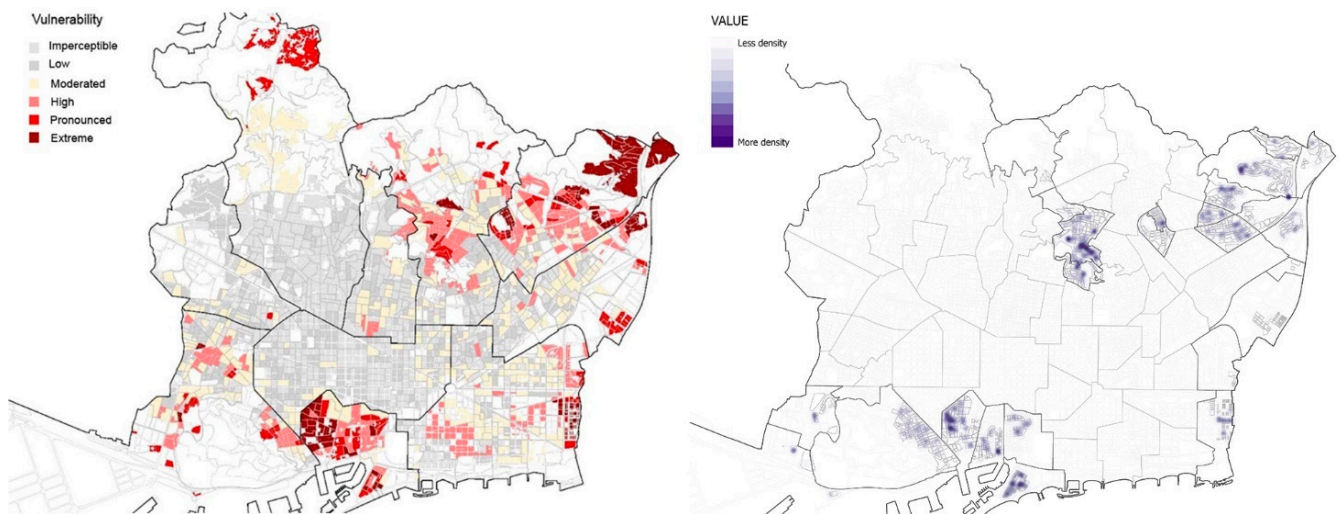 Vulnerability
Imperceptible
Low
Moderated
High
Pronounced
Extreme
VALUE
Less density
More density